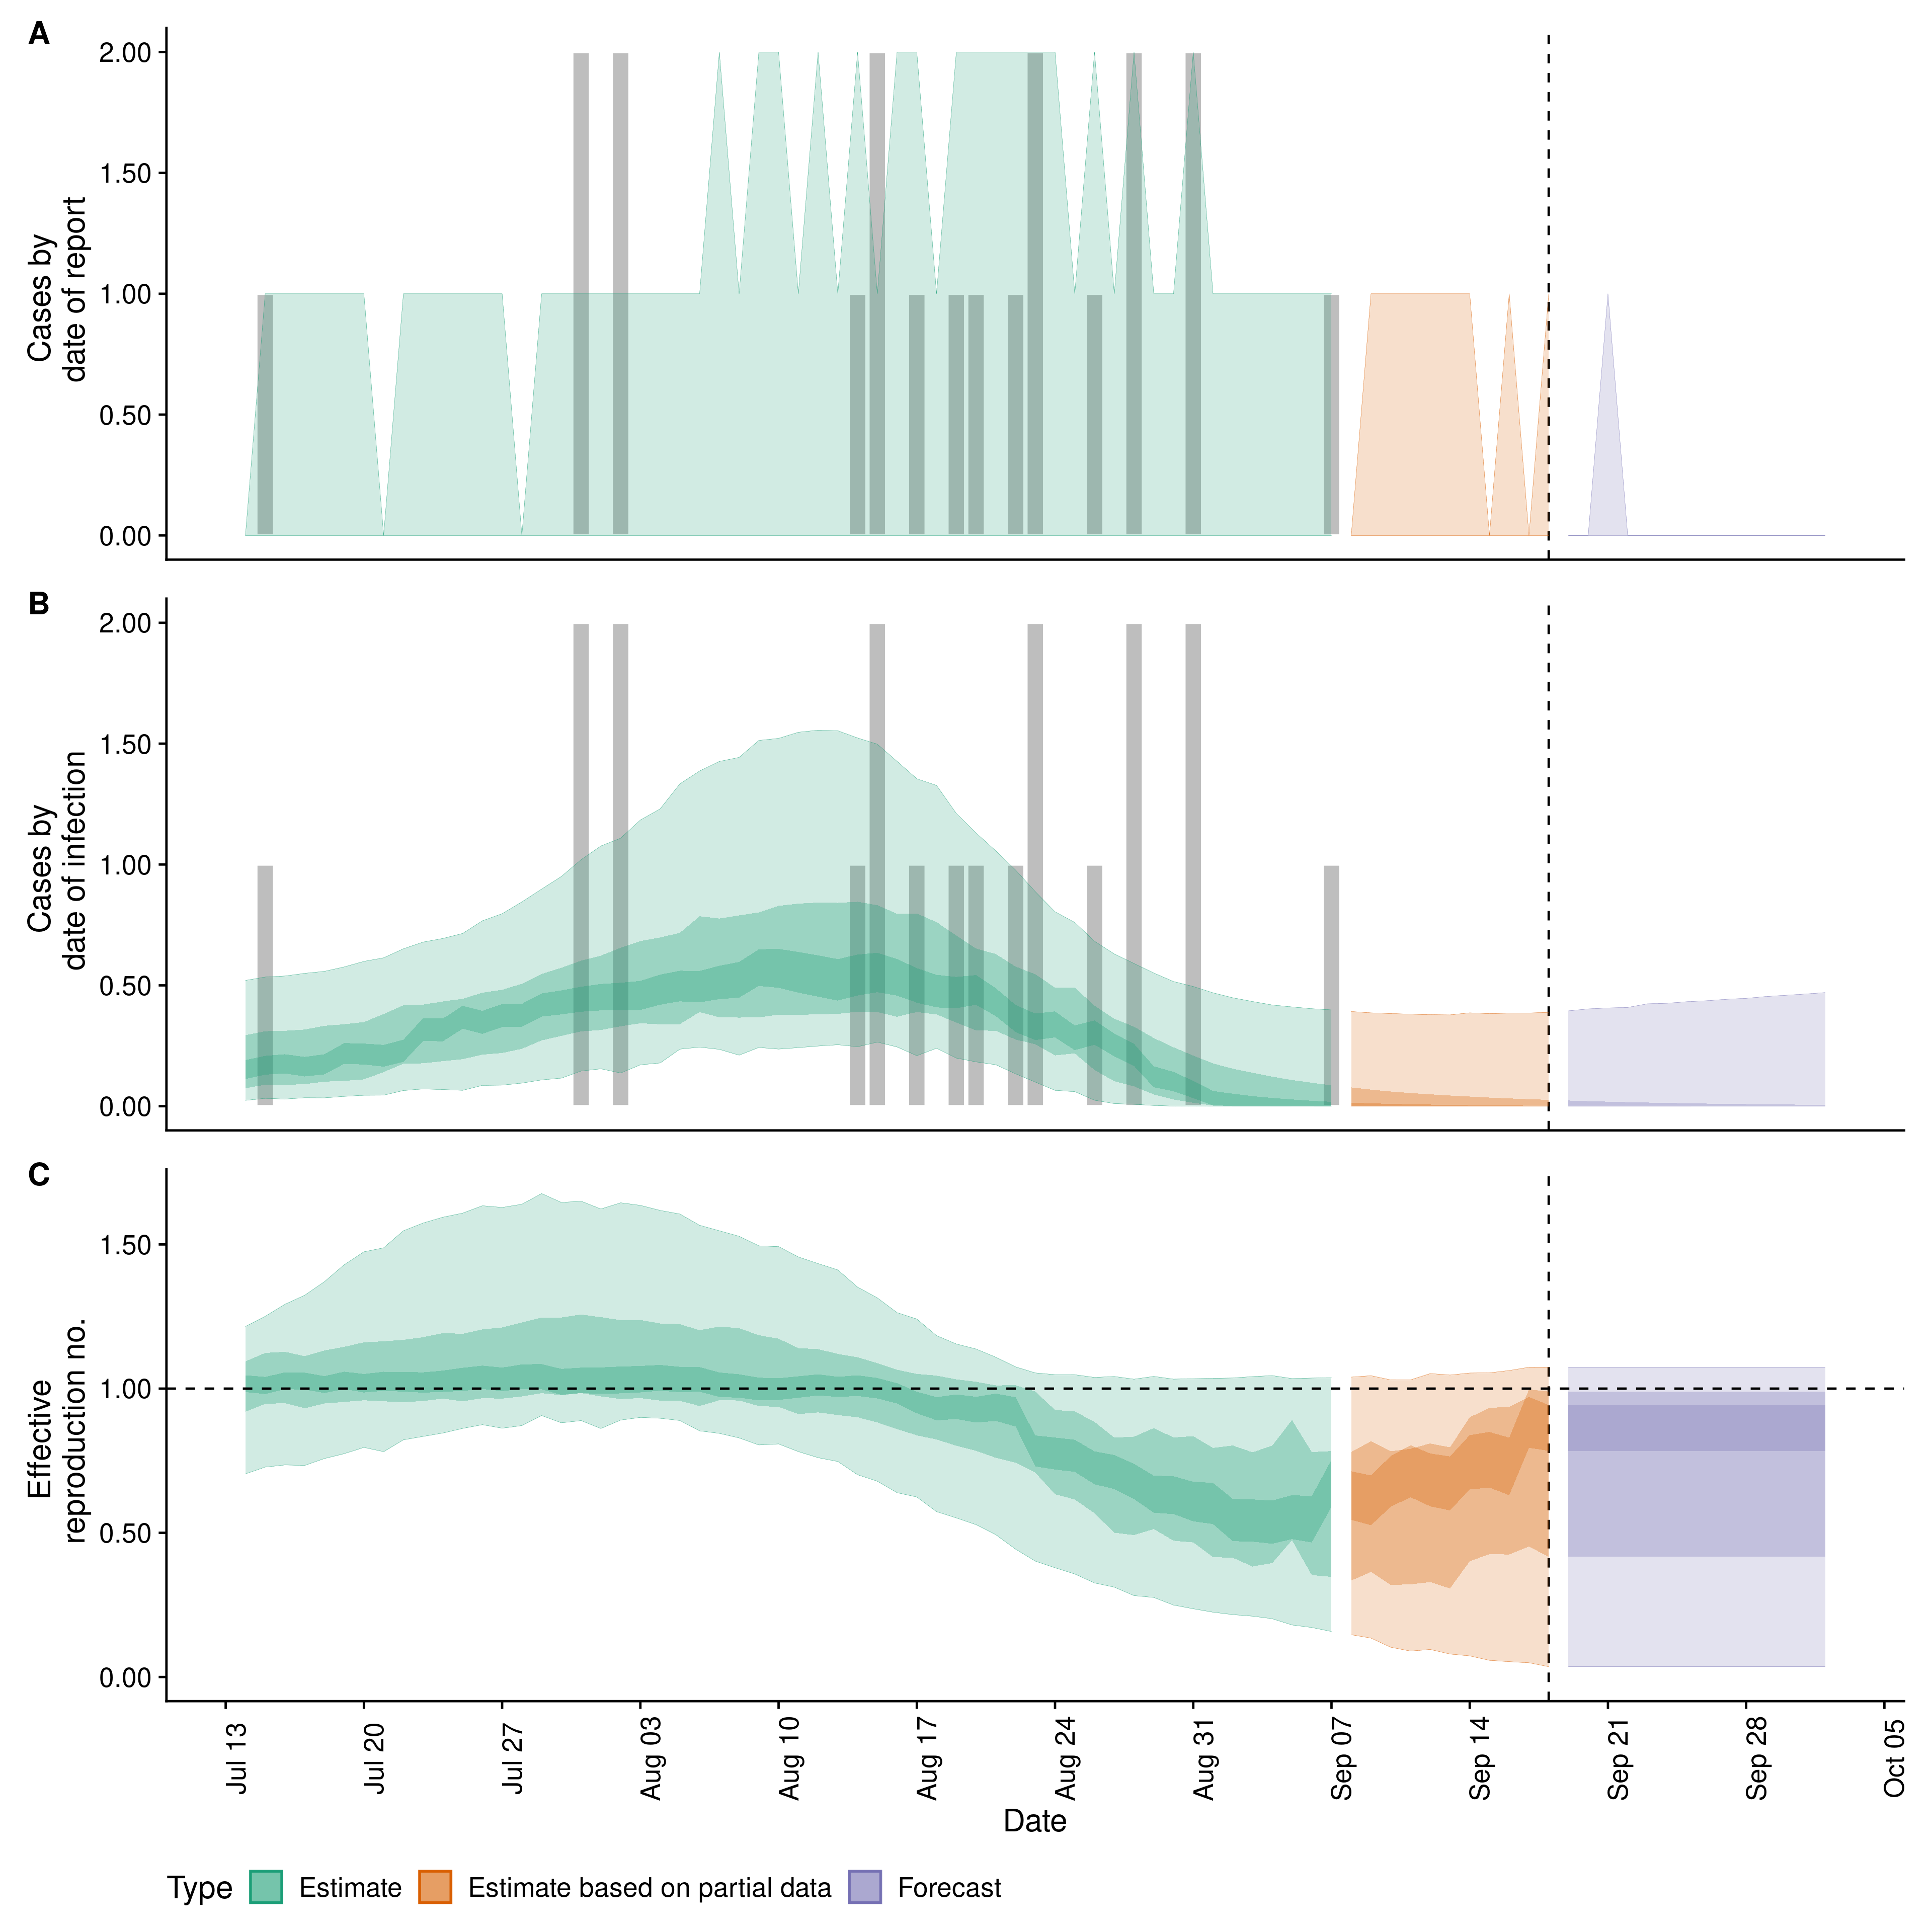 A
2.00
1.50
1.00
0.50
0.00
Cases by
date of report
B
2.00
1.50
1.00
0.50
0.00
Cases by
date of infection
C
1.50
1.00
0.50
0.00
Effective
reproduction no.
Jul 13
Jul 20
Jul 27
Aug 03
Aug 10
Aug 17
Aug 24
Aug 31
Sep 07
Sep 14
Sep 21
Sep 28
Oct 05
Date
Type Estimate Estimate based on partial data Forecast